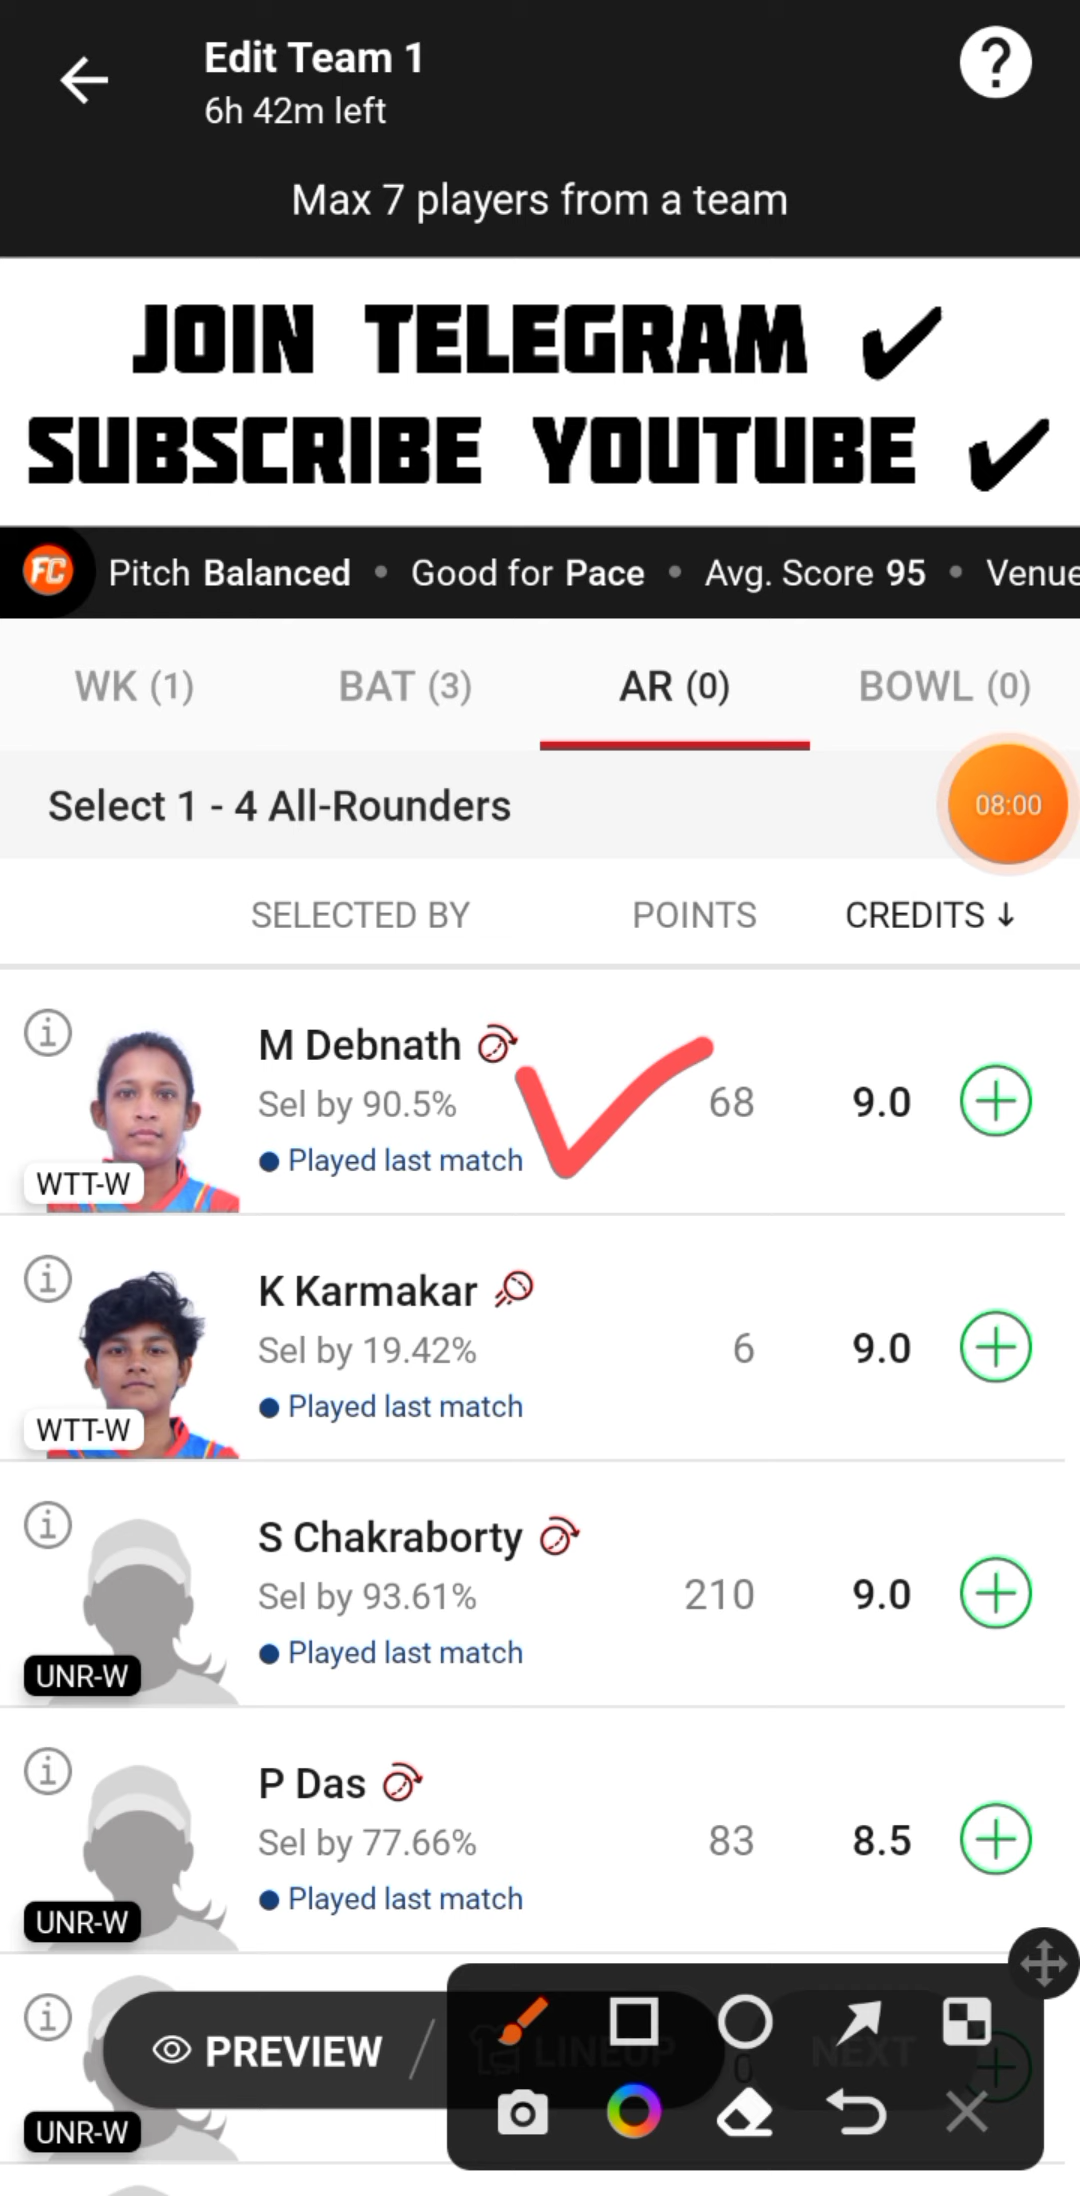 Edit Team 1
6h 42m left
Max 7 players from a team
JOIN TELEGRAM ✔
SUBSCRIBE YOUTUBE ✔
FC Pitch Balanced • Good for Pace • Avg. Score 95 • Venue
WK (1) BAT (3) AR (0) BOWL (0)
Select 1 - 4 All-Rounders
08:00
SELECTED BY POINTS CREDITS ↓
M Debnath
Sel by 90.5% 68 9.0
Played last match
WTT-W
K Karmakar
Sel by 19.42% 6 9.0
Played last match
WTT-W
S Chakraborty
Sel by 93.61% 210 9.0
Played last match
UNR-W
P Das
Sel by 77.66% 83 8.5
Played last match
UNR-W
PREVIEW / LINEUP NEXT
0
UNR-W